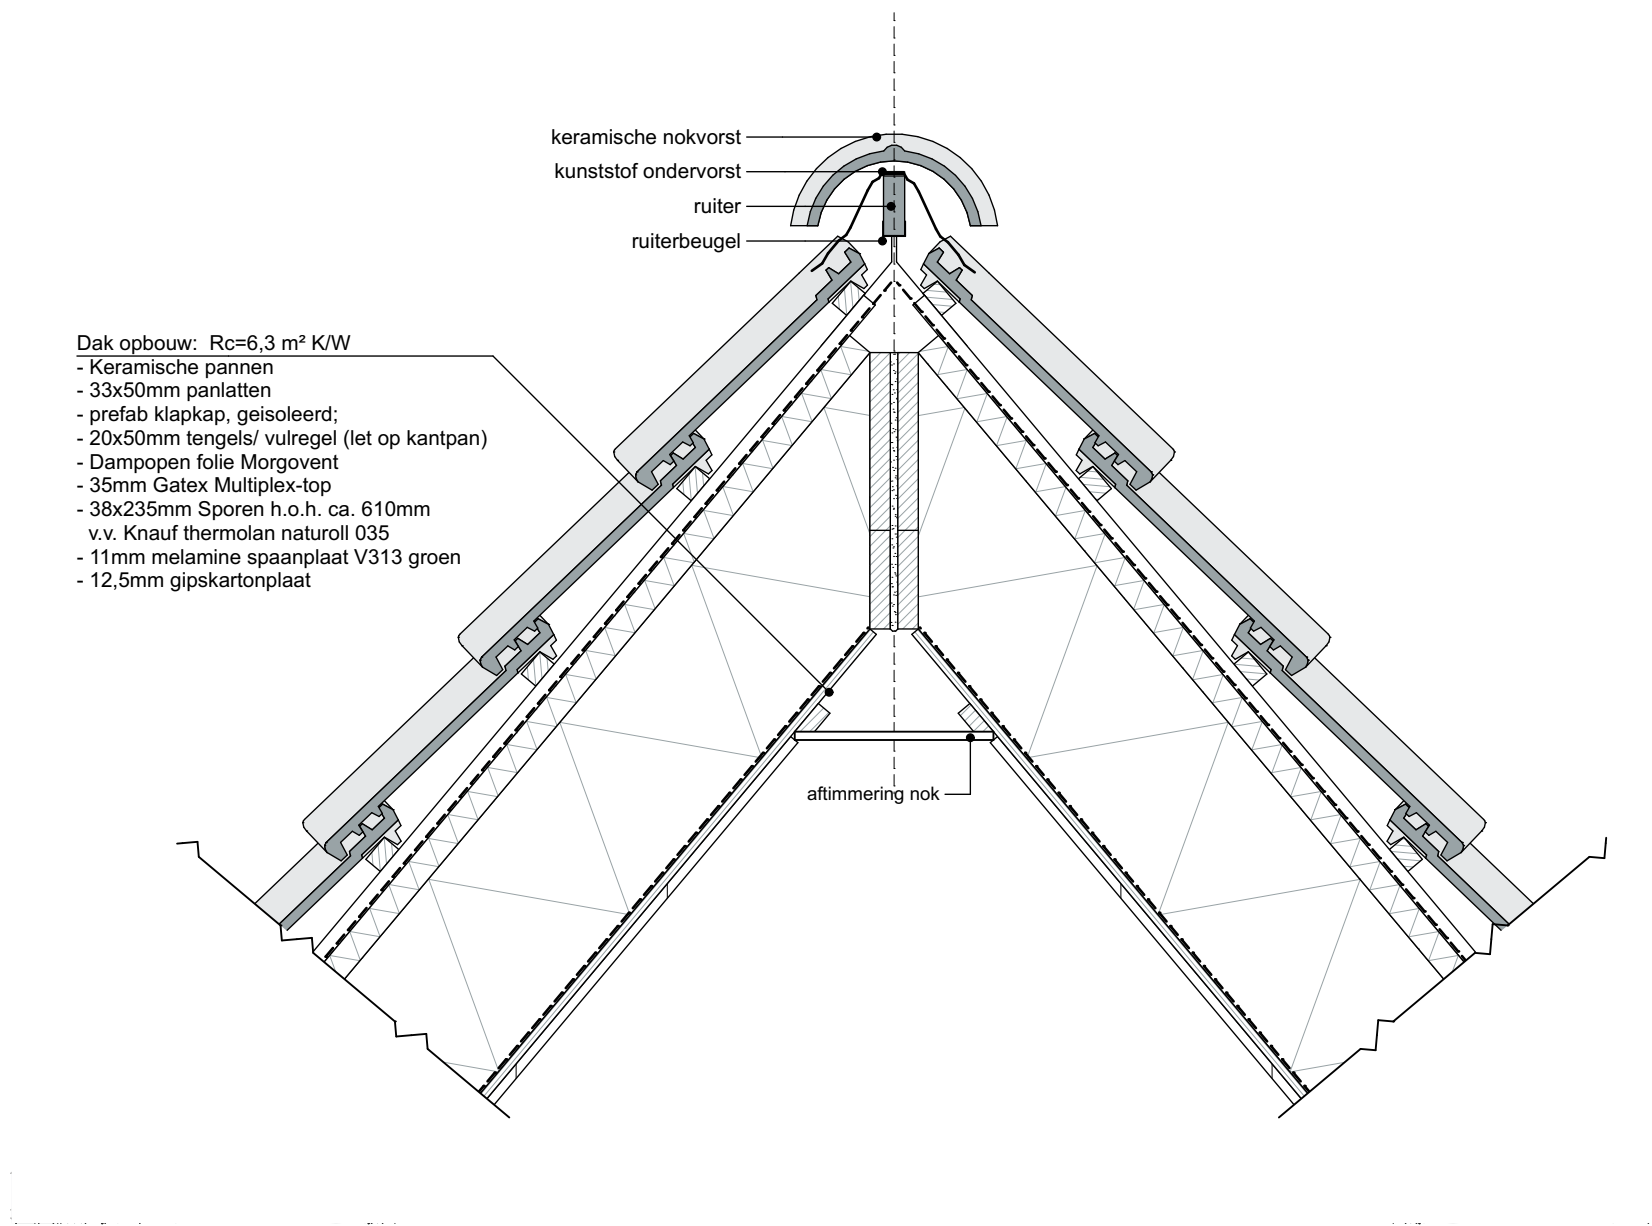 keramische nokvorst
kunststof ondervorst
ruiter
ruiterbeugel
Dak opbouw: Rc=6,3 m² K/W
- Keramische pannen
- 33x50mm panlatten
- prefab klapkap, geisoleerd;
- 20x50mm tengels/ vulregel (let op kantpan)
- Dampopen folie Morgovent
- 35mm Gatex Multiplex-top
- 38x235mm Sporen h.o.h. ca. 610mm
v.v. Knauf thermolan naturoll 035
- 11mm melamine spaanplaat V313 groen
- 12,5mm gipskartonplaat
aftimmering nok